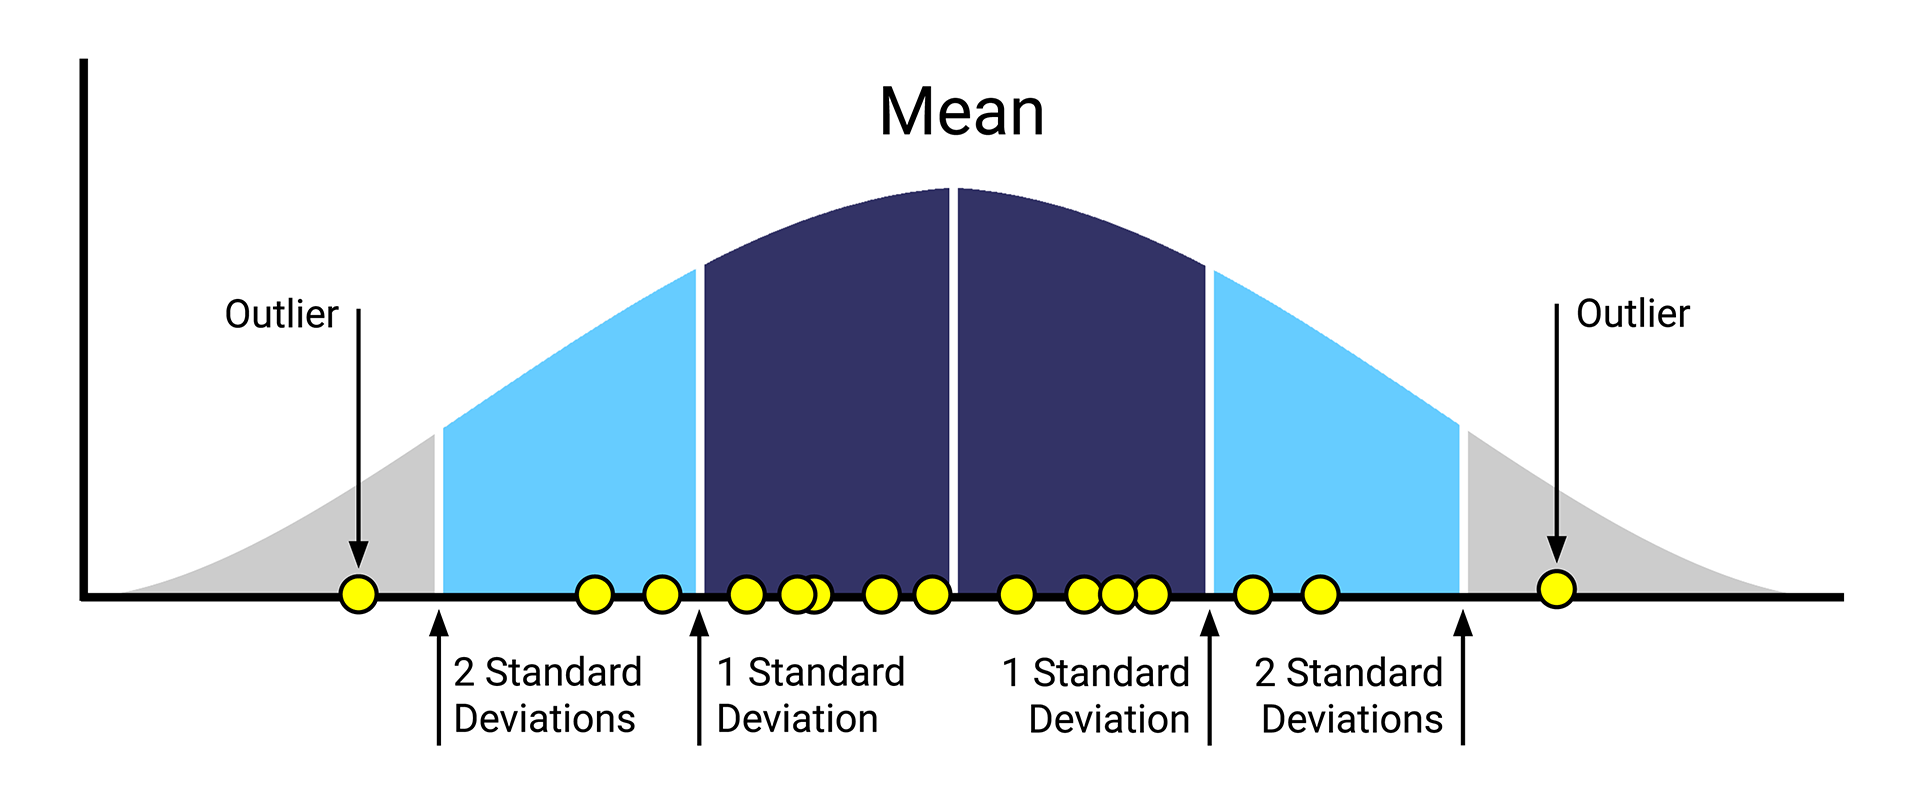 Mean
Outlier
Outlier
2 Standard
Deviations
1 Standard
Deviation
1 Standard
Deviation
2 Standard
Deviations